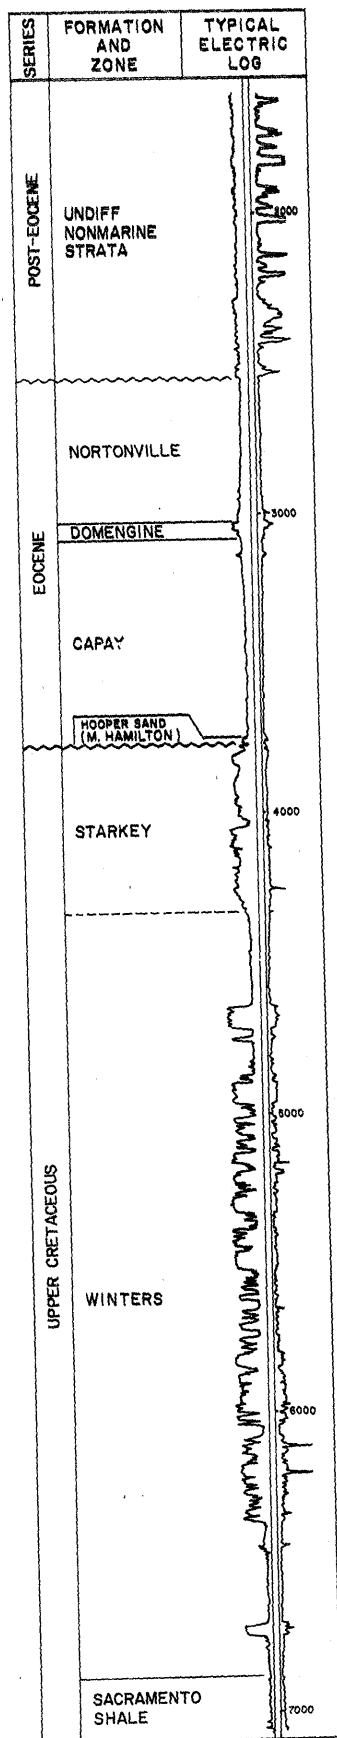 SERIES
FORMATION
AND
ZONE
TYPICAL
ELECTRIC
LOG
POST-EOCENE
UNDIFF
NONMARINE
STRATA
2000
EOCENE
NORTONVILLE
3000
DOMENGINE
CAPAY
HOOPER SAND
(M. HAMILTON)
UPPER CRETACEOUS
STARKEY
4000
5000
WINTERS
6000
SACRAMENTO
SHALE
7000